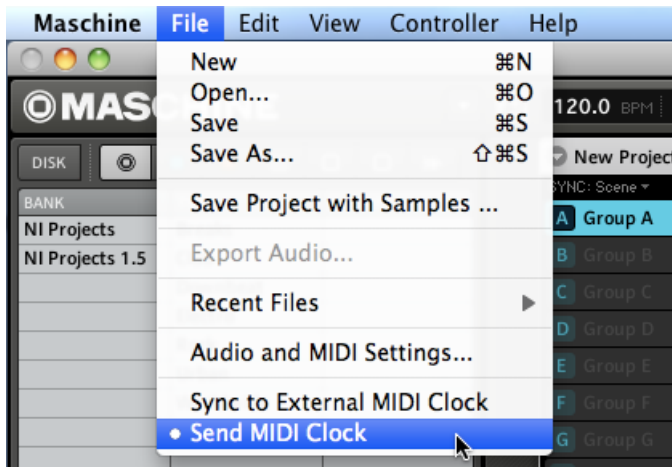 Maschine File Edit View Controller Help
New ⌘N
Open... ⌘O
Save ⌘S
Save As... ⇧⌘S
Save Project with Samples ...
Export Audio...
Recent Files
Audio and MIDI Settings...
Sync to External MIDI Clock
Send MIDI Clock
MAS
DISK
BANK
NI Projects
NI Projects 1.5
120.0 BPM
New Project
SYNC: Scene
A Group A
B Group B
C Group C
D Group D
E Group E
F Group F
G Group G